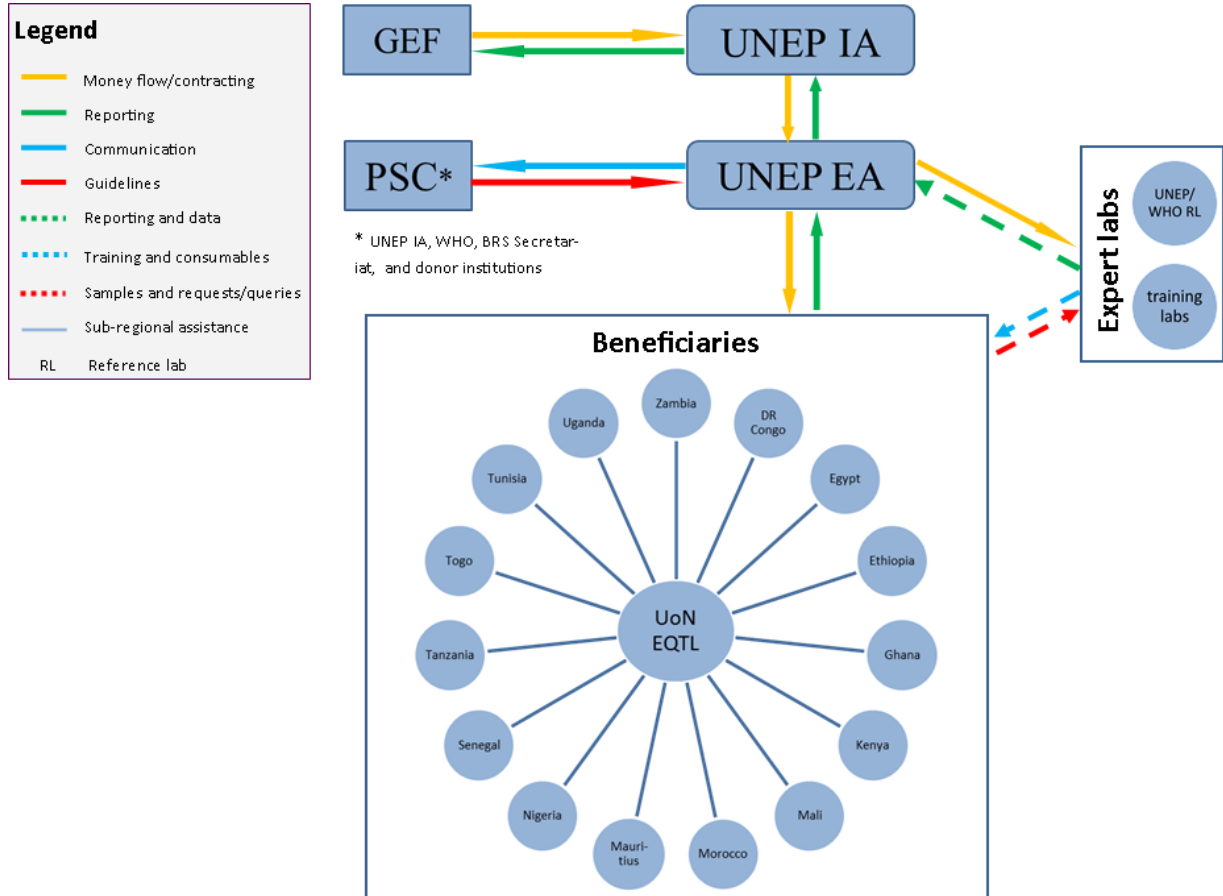 Legend
Money flow/contracting
Reporting
Communication
Guidelines
Reporting and data
Training and consumables
Samples and requests/queries
Sub-regional assistance
RL Reference lab
GEF
UNEP IA
PSC*
UNEP EA
* UNEP IA, WHO, BRS Secretar-
iat, and donor institutions
Expert labs
UNEP/
WHO RL
training
labs
Beneficiaries
Zambia
DR
Congo
Egypt
Ethiopia
Ghana
Kenya
Mali
Morocco
Mauri-
tius
Nigeria
Senegal
Tanzania
Togo
Tunisia
Uganda
UoN
EQTL